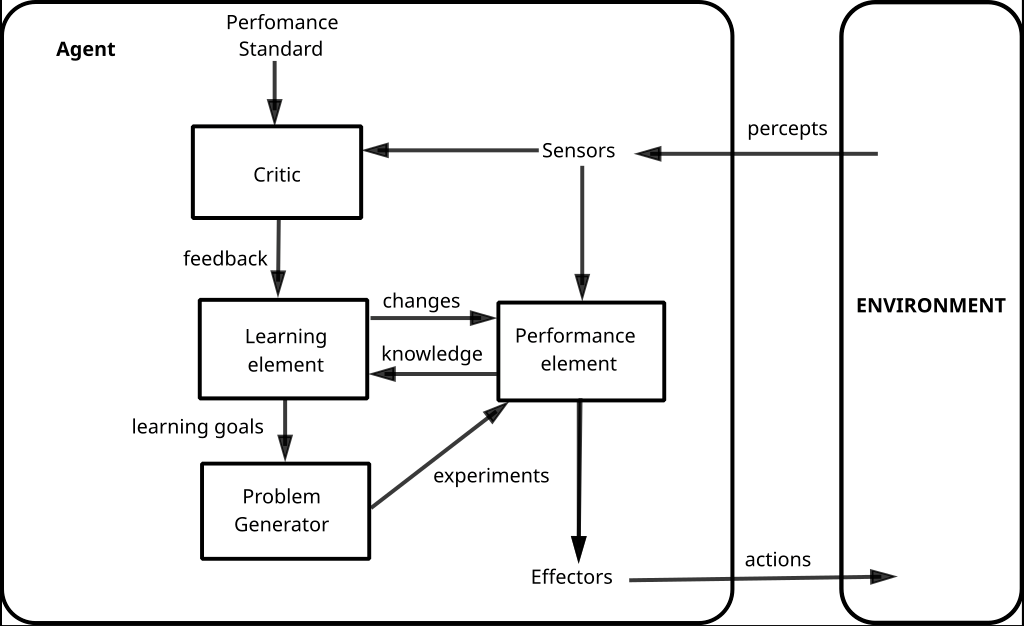 Perfomance
Standard
Agent
percepts
Sensors
Critic
feedback
changes
ENVIRONMENT
Learning
element
Performance
element
knowledge
learning goals
experiments
Problem
Generator
actions
Effectors